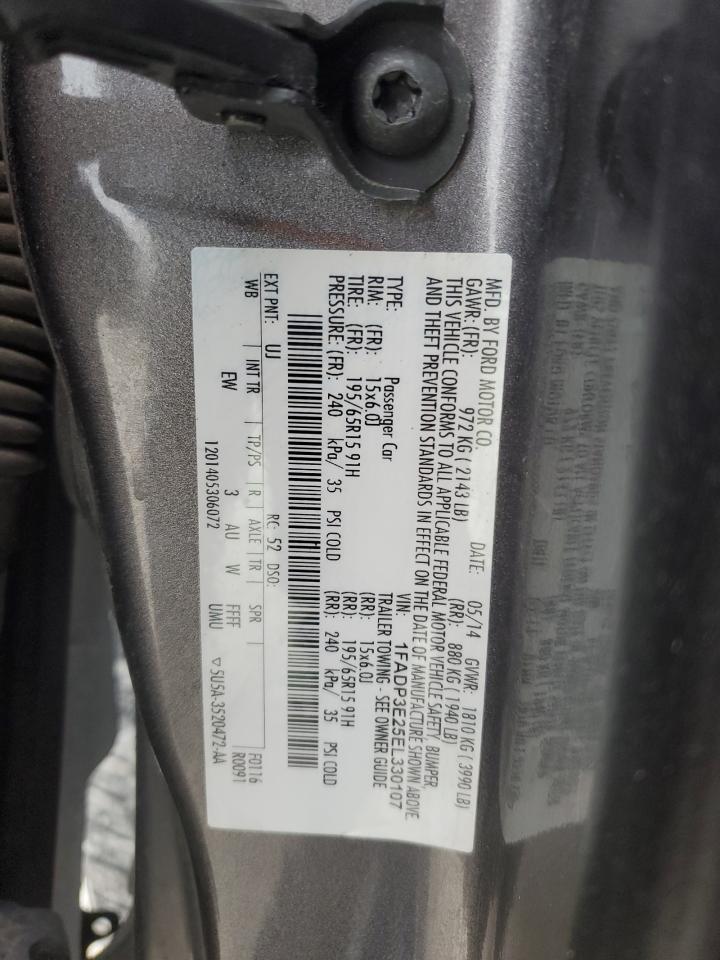 MFD. BY FORD MOTOR CO.
DATE: 05/14 GVWR: 1810 KG ( 3990 LB)
GAWR: (FR): 972 KG ( 2143 LB) (RR): 880 KG ( 1940 LB)
THIS VEHICLE CONFORMS TO ALL APPLICABLE FEDERAL MOTOR VEHICLE SAFETY, BUMPER,
AND THEFT PREVENTION STANDARDS IN EFFECT ON THE DATE OF MANUFACTURE SHOWN ABOVE.
VIN: 1FADP3E25EL330107
TYPE: Passenger Car TRAILER TOWING - SEE OWNER GUIDE
RIM: (FR): 15x6.0J (RR): 15x6.0J
TIRE: (FR): 195/65R15 91H (RR): 195/65R15 91H
PRESSURE: (FR): 240 kPa/ 35 PSI COLD (RR): 240 kPa/ 35 PSI COLD
EXT PNT: UJ RC: 52 DSO: F0116
WB INT TR TP/PS R AXLE TR SPR R0091
EW 3 AU W FFFF
1201405306072 UMU
▽ 5U5A-3520472-AA